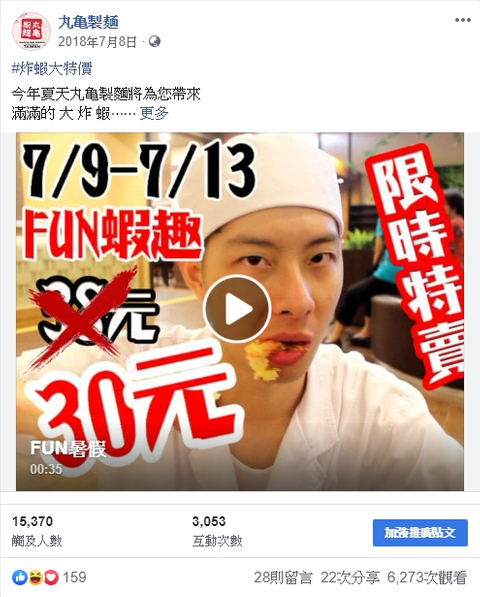 丸亀製麺
2018年7月8日
#炸蝦大特價
今年夏天丸亀製麵將為您帶來
滿滿的 大 炸 蝦⋯⋯ 更多
7/9-7/13
FUN蝦趣
38元
30元
限時特賣
FUN暑假
00:35
15,370
觸及人數
3,053
互動次數
加強推廣貼文
159
28則留言 22次分享 6,273次觀看